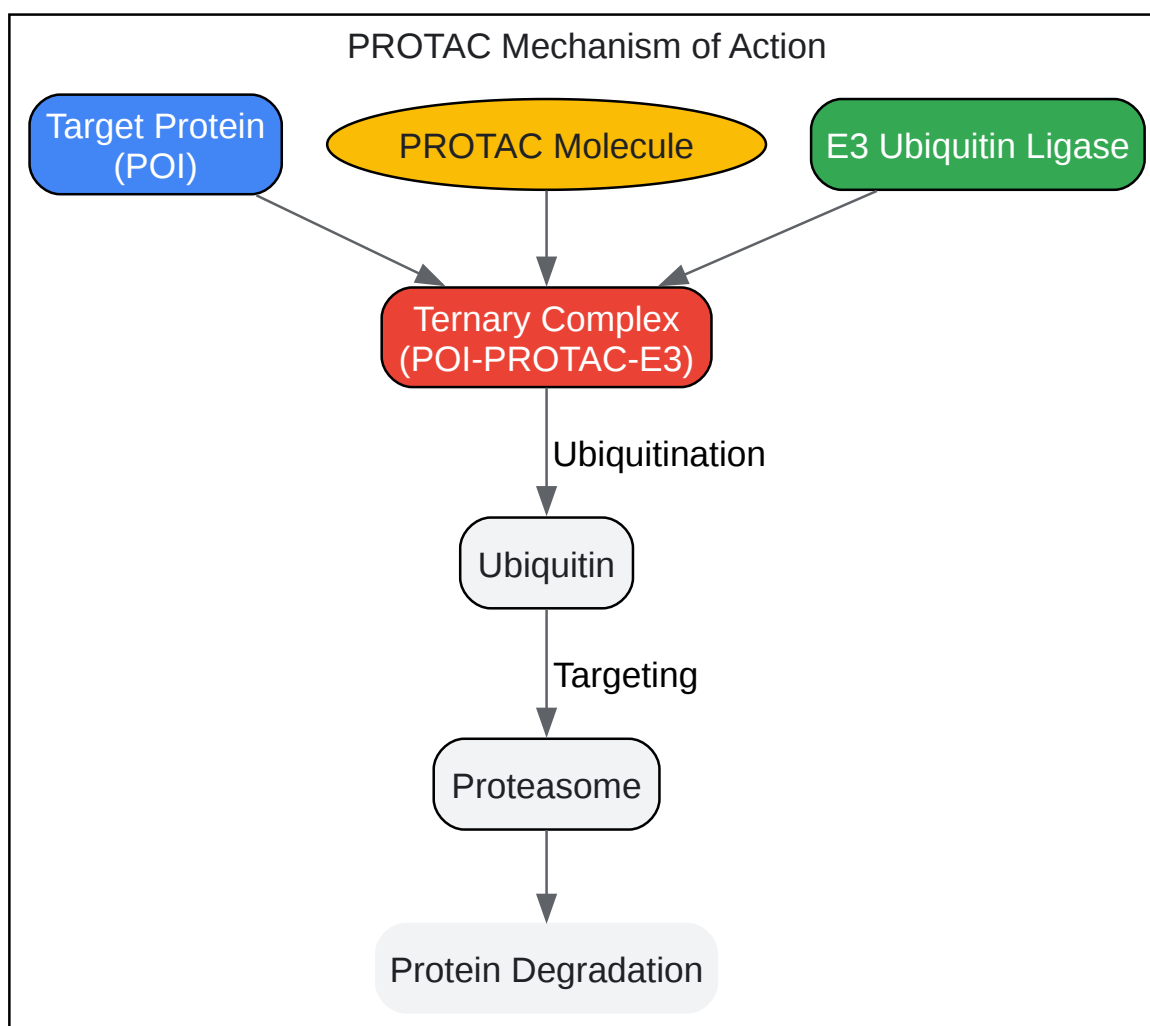 PROTAC Mechanism of Action
Target Protein
(POI)
PROTAC Molecule
E3 Ubiquitin Ligase
Ternary Complex
(POI-PROTAC-E3)
Ubiquitination
Ubiquitin
Targeting
Proteasome
Protein Degradation